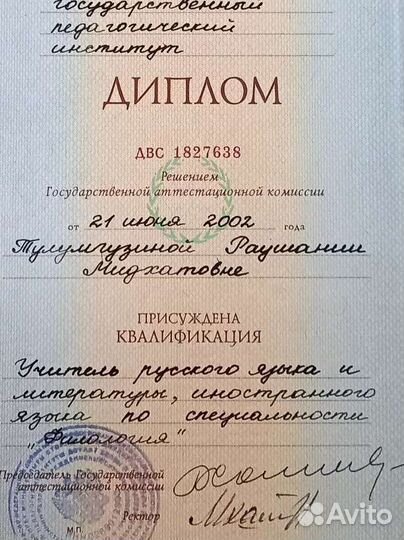 государственный
педагогический
институт
ДИПЛОМ
ДВС 1827638
Решением
Государственной аттестационной комиссии
от 21 июня 2002 года
Тулумгузиной Раушании
Мидхатовне
ПРИСУЖДЕНА
КВАЛИФИКАЦИЯ
Учитель русского языка и
литературы, иностранного
языка по специальности
„Филология"
Председатель Государственной
аттестационной комиссии
Ректор
М.П.
Avito